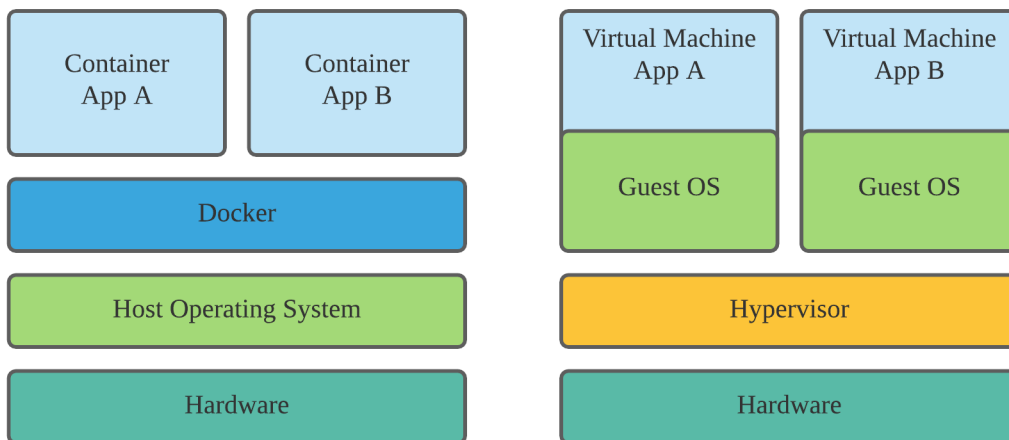 Container
App A
Container
App B
Docker
Host Operating System
Hardware
Virtual Machine
App A
Virtual Machine
App B
Guest OS
Guest OS
Hypervisor
Hardware